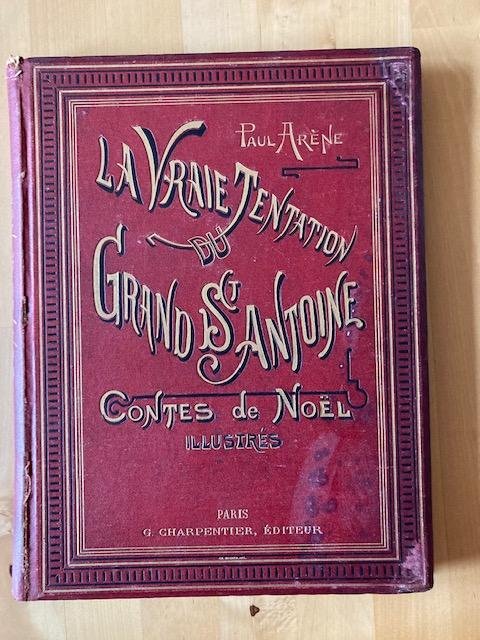 PAUL ARÈNE
LA VRAIE TENTATION
DU
GRAND ST ANTOINE
CONTES de NOËL
ILLUSTRÉS
PARIS
G. CHARPENTIER, ÉDITEUR